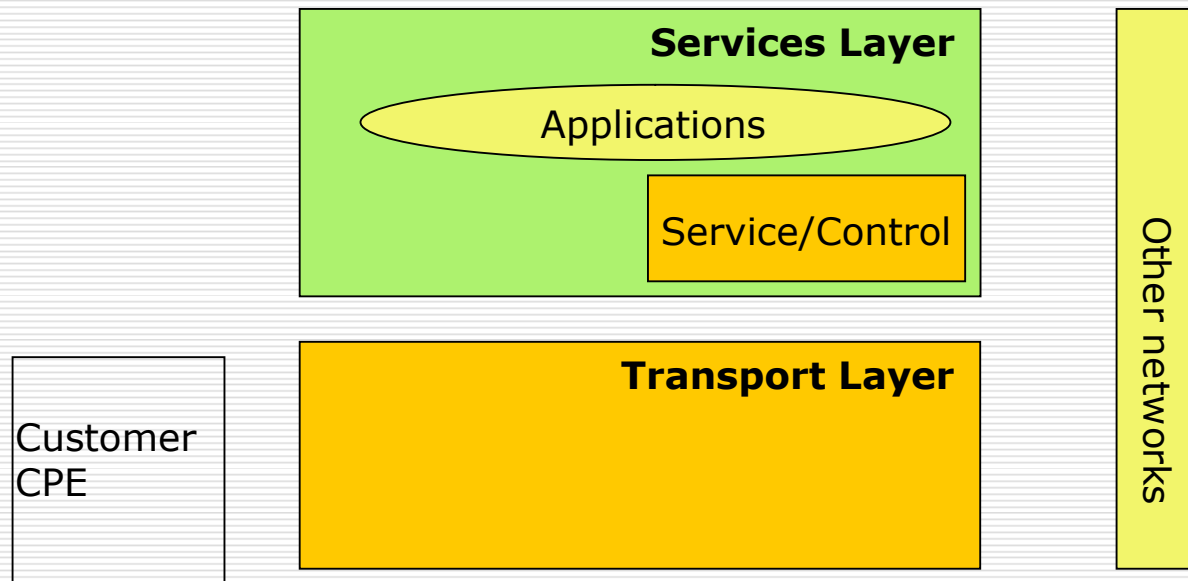 Services Layer
Applications
Service/Control
Transport Layer
Customer
CPE
Other networks